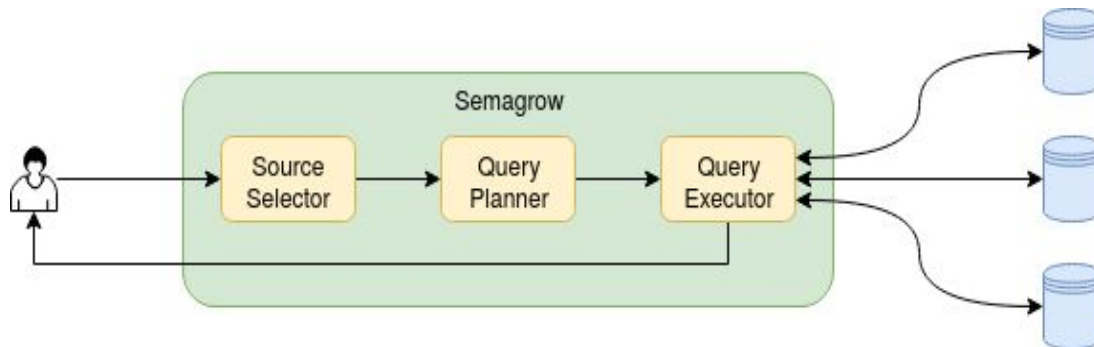 Semagrow
Source
Selector
Query
Planner
Query
Executor